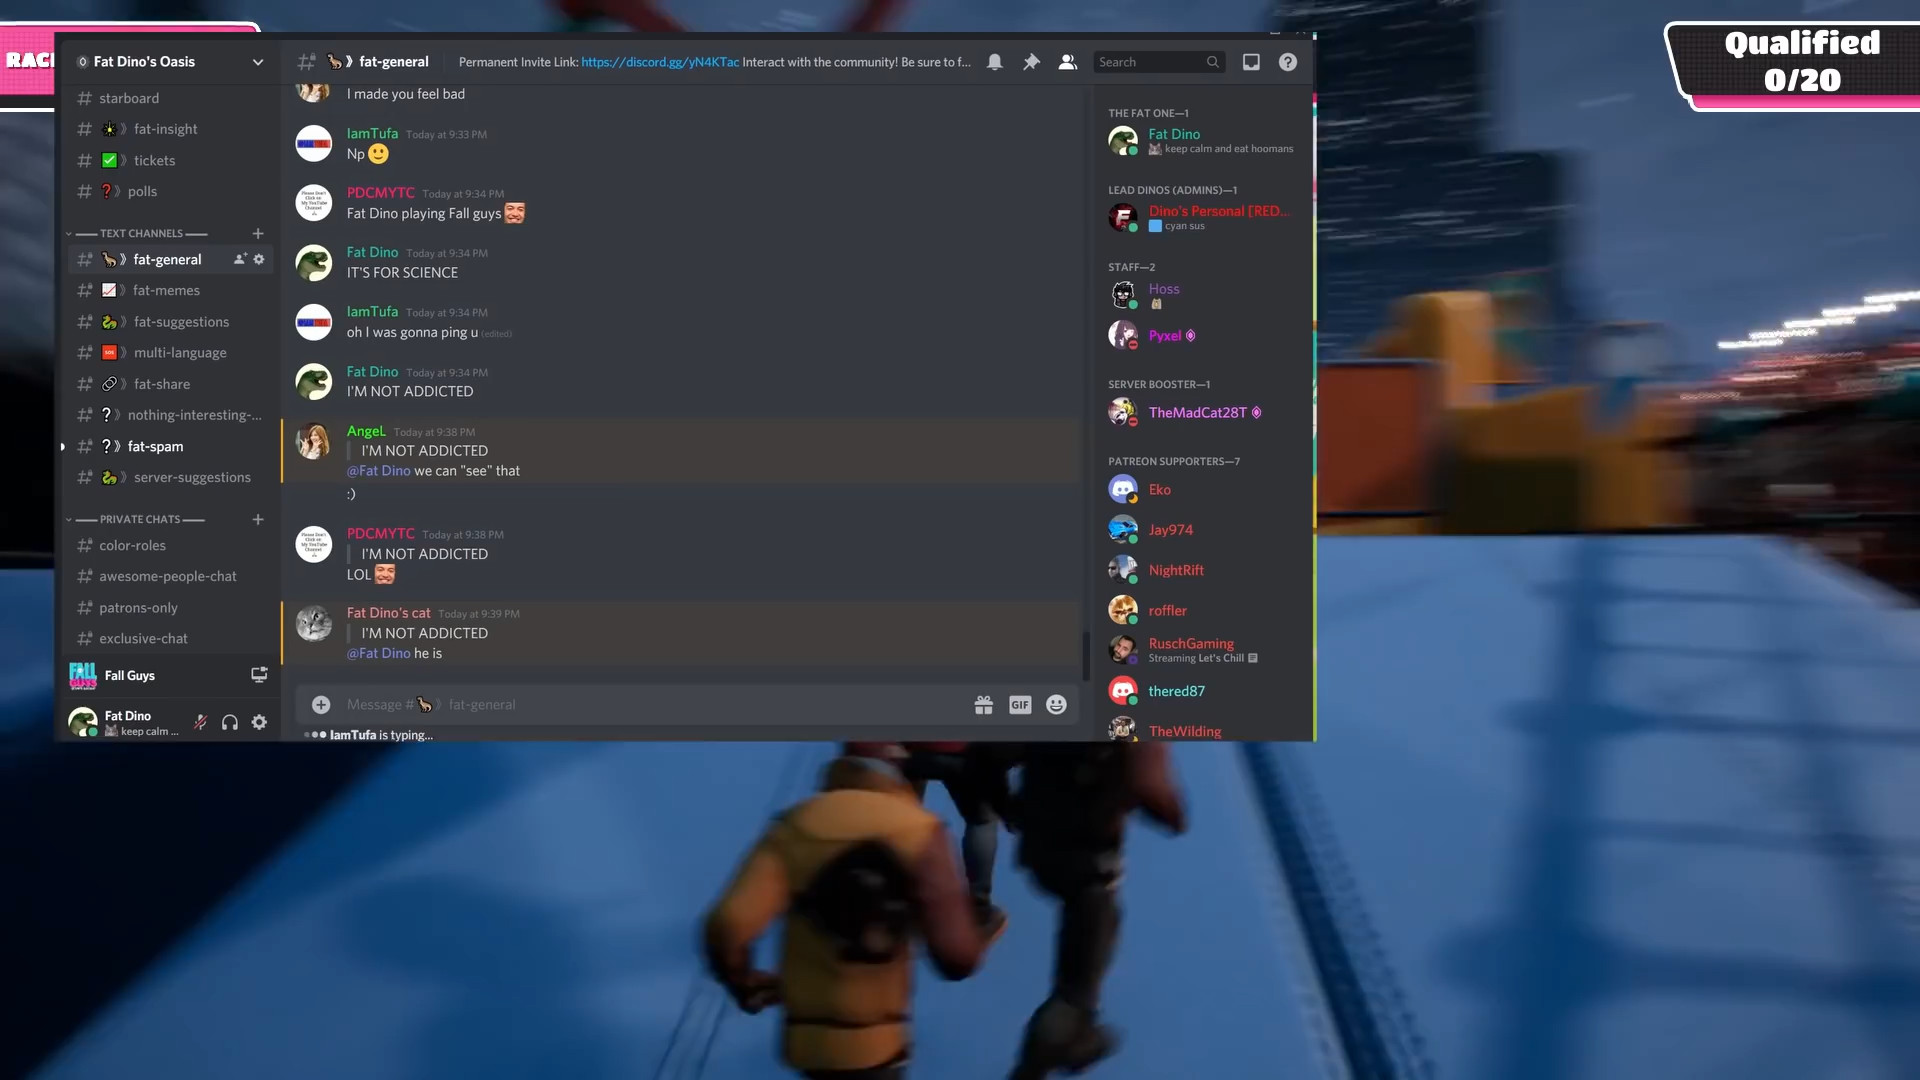 RAC
Qualified
0/20
Fat Dino's Oasis
starboard
fat-insight
tickets
polls
TEXT CHANNELS
fat-general
fat-memes
fat-suggestions
multi-language
fat-share
nothing-interesting-...
fat-spam
server-suggestions
PRIVATE CHATS
color-roles
awesome-people-chat
patrons-only
exclusive-chat
Fall Guys
Fat Dino
keep calm ...
fat-general
Permanent Invite Link: https://discord.gg/yN4KTac Interact with the community! Be sure to f...
Search
I made you feel bad
IamTufa Today at 9:33 PM
Np
PDCMYTC Today at 9:34 PM
Fat Dino playing Fall guys
Fat Dino Today at 9:34 PM
IT'S FOR SCIENCE
IamTufa Today at 9:34 PM
oh I was gonna ping u (edited)
Fat Dino Today at 9:34 PM
I'M NOT ADDICTED
AngeL Today at 9:38 PM
I'M NOT ADDICTED
@Fat Dino we can "see" that
:)
PDCMYTC Today at 9:38 PM
I'M NOT ADDICTED
LOL
Fat Dino's cat Today at 9:39 PM
I'M NOT ADDICTED
@Fat Dino he is
Message # fat-general
GIF
IamTufa is typing...
THE FAT ONE—1
Fat Dino
keep calm and eat hoomans
LEAD DINOS (ADMINS)—1
Dino's Personal [RED...
cyan sus
STAFF—2
Hoss
Pyxel
SERVER BOOSTER—1
TheMadCat28T
PATREON SUPPORTERS—7
Eko
Jay974
NightRift
roffler
RuschGaming
Streaming Let's Chill
thered87
TheWilding